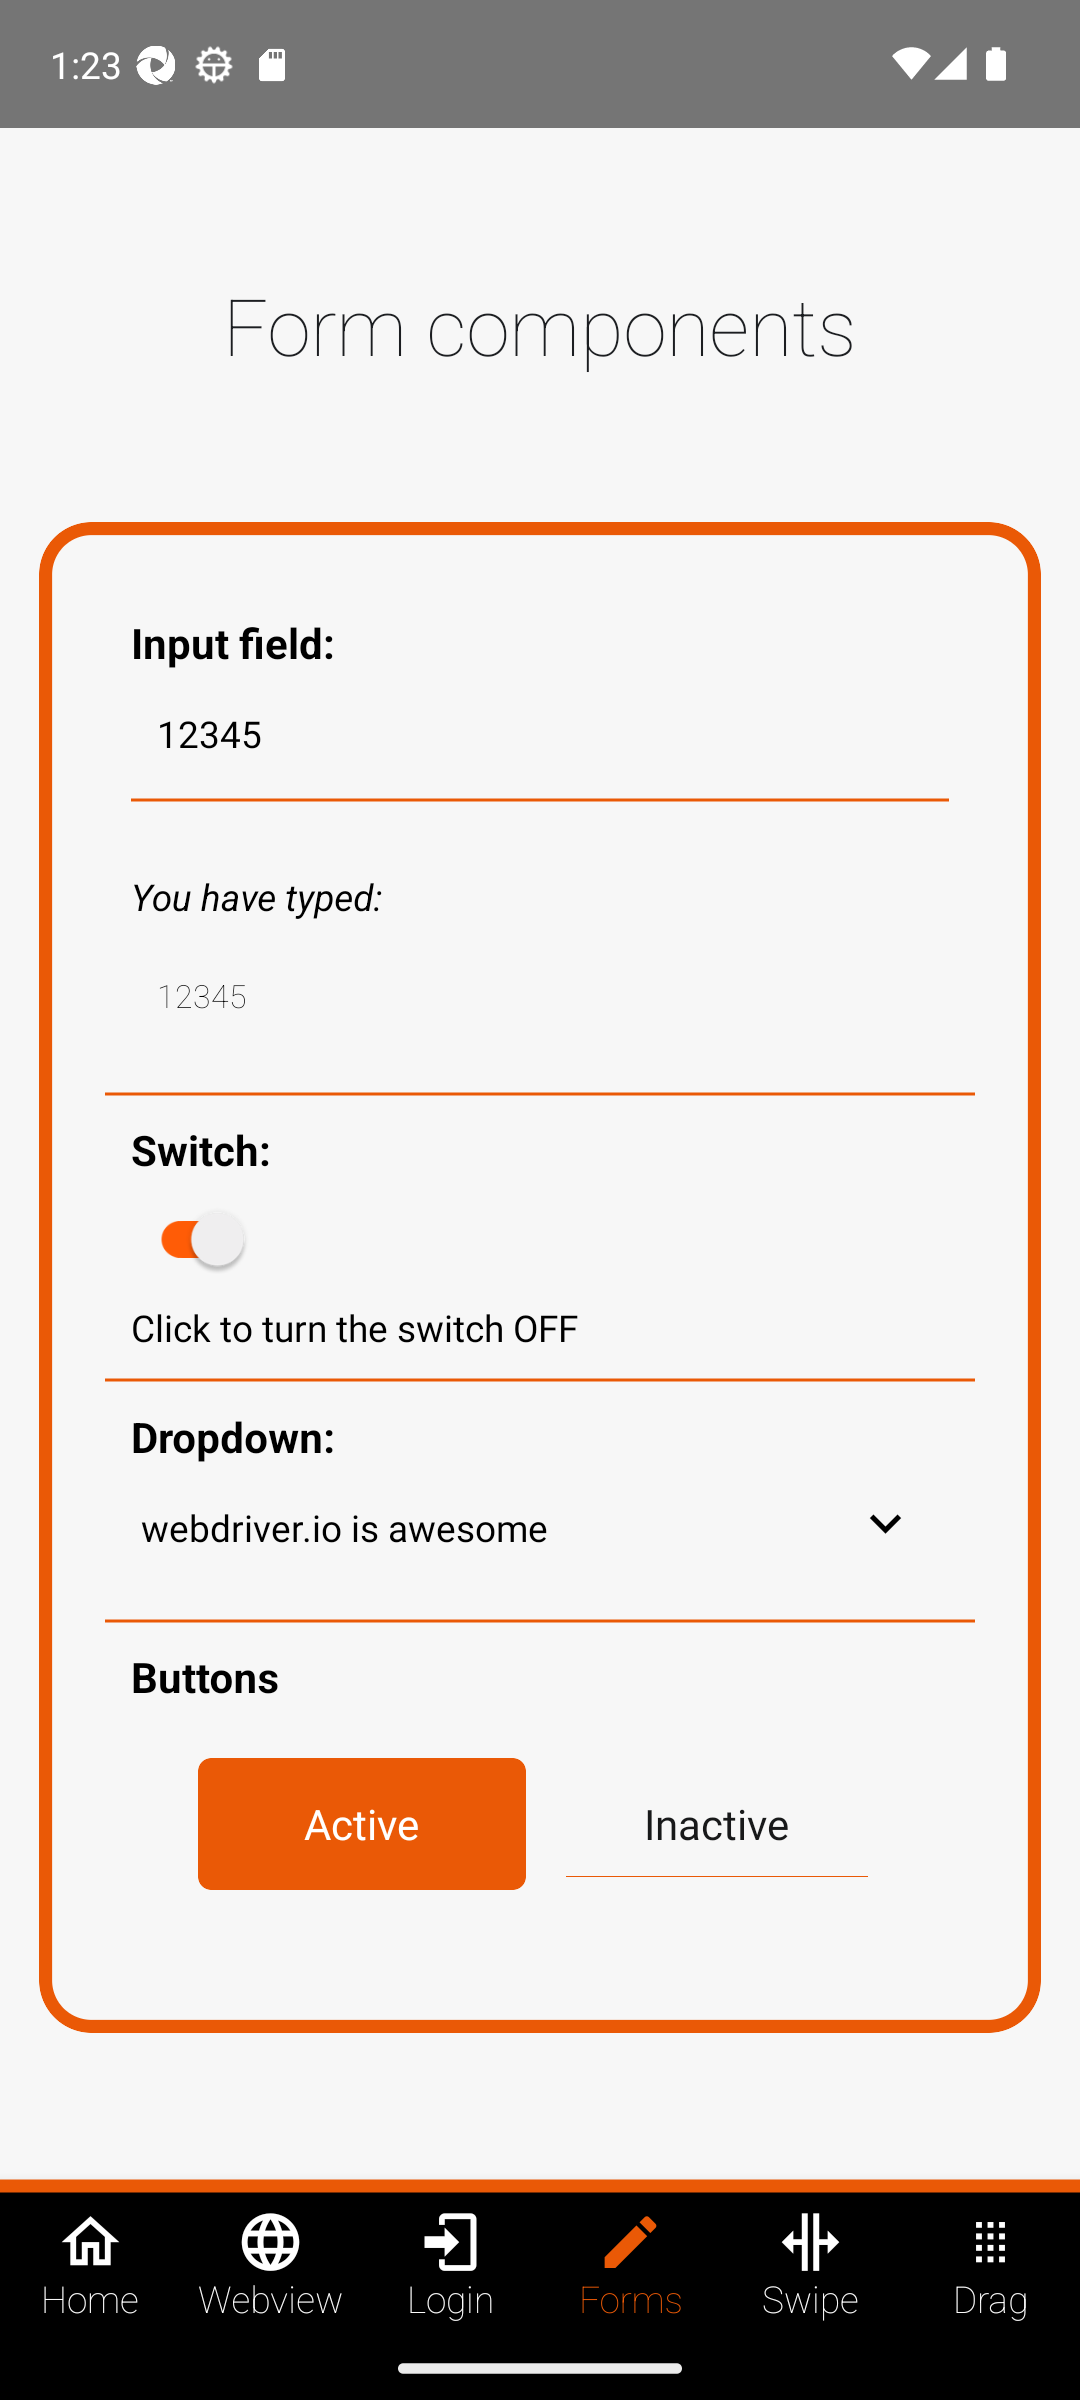 1:23
Form components
Input field:
12345
You have typed:
12345
Switch:
Click to turn the switch OFF
Dropdown:
webdriver.io is awesome
Buttons
Active Inactive
Home Webview Login Forms Swipe Drag